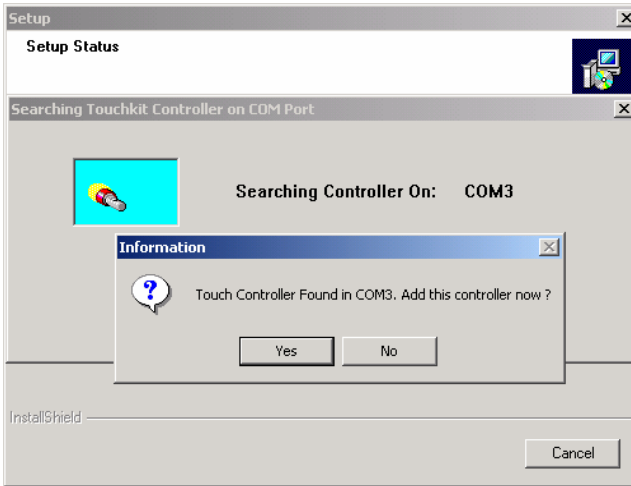 Setup
Setup Status
Searching Touchkit Controller on COM Port
Searching Controller On: COM3
Information
Touch Controller Found in COM3. Add this controller now ?
Yes No
InstallShield
Cancel